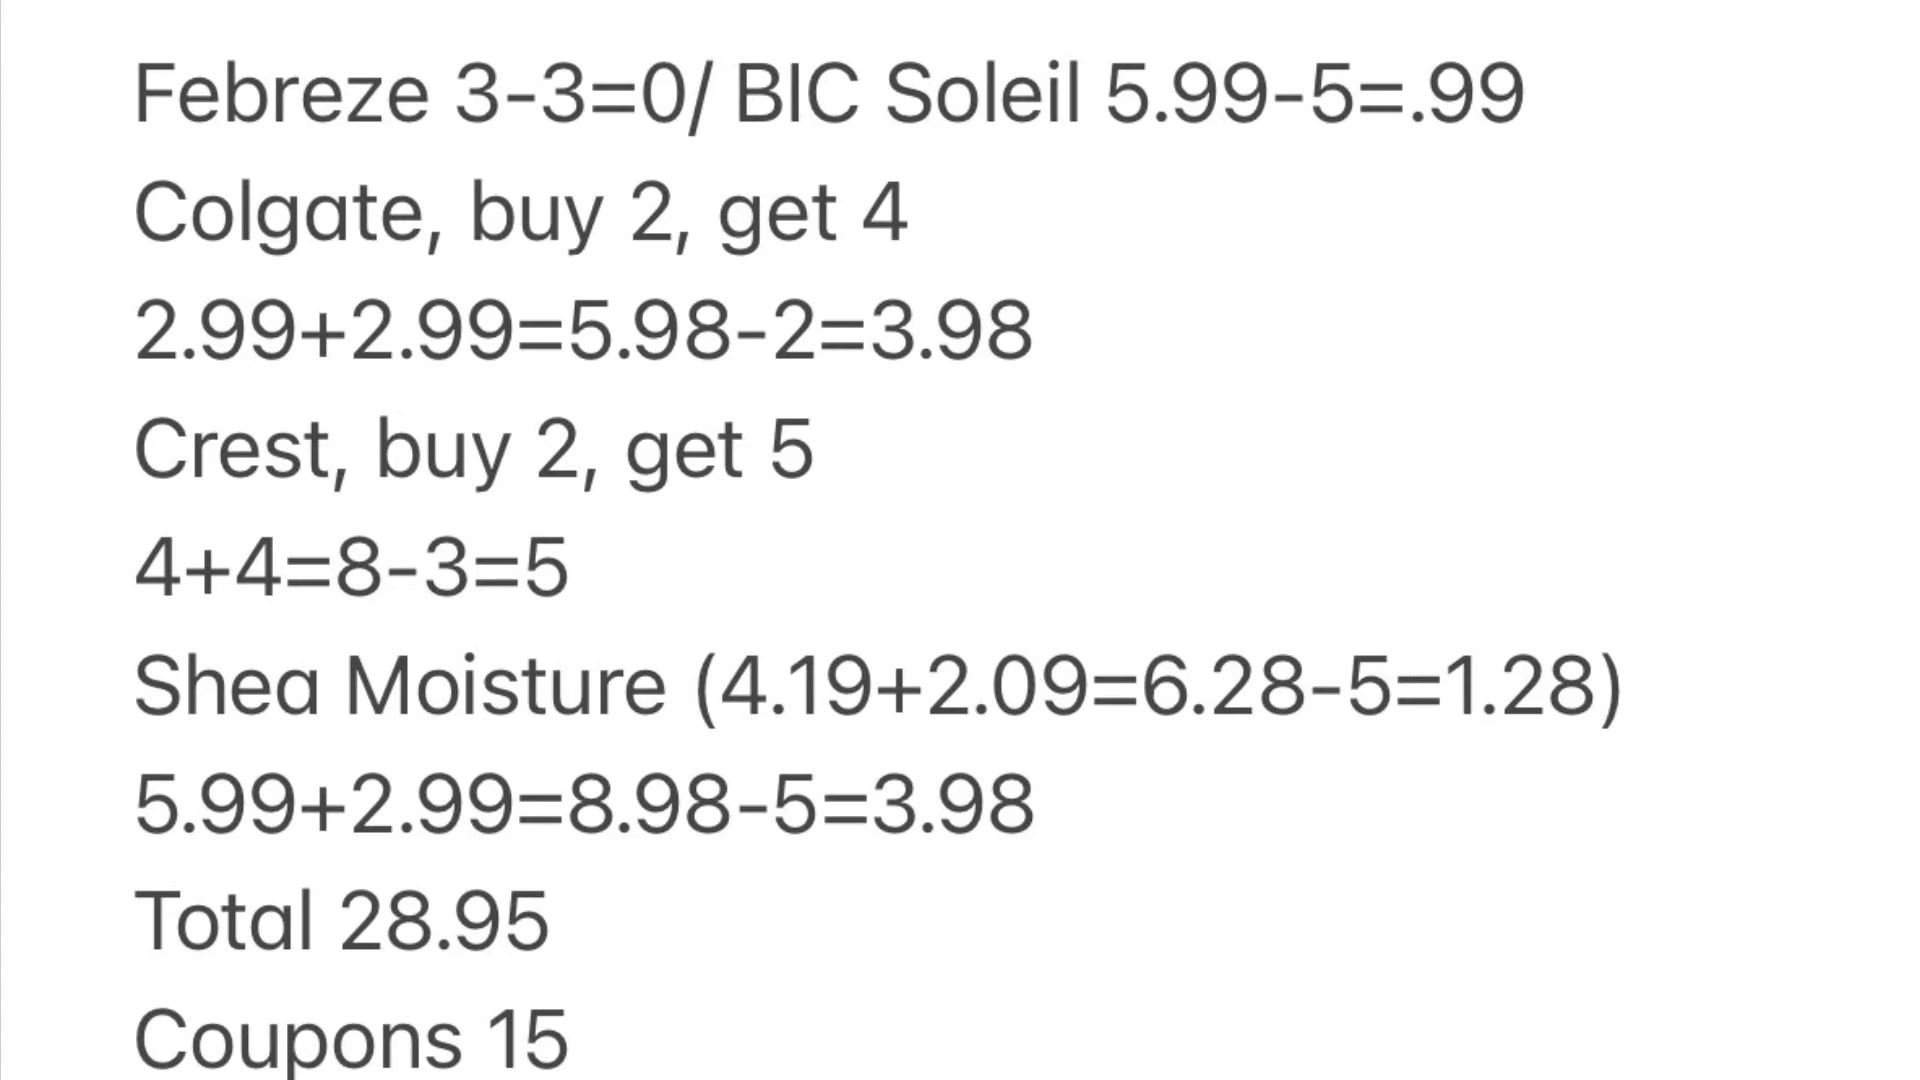 Febreze 3-3=0/ BIC Soleil 5.99-5=.99
Colgate, buy 2, get 4
2.99+2.99=5.98-2=3.98
Crest, buy 2, get 5
4+4=8-3=5
Shea Moisture (4.19+2.09=6.28-5=1.28)
5.99+2.99=8.98-5=3.98
Total 28.95
Coupons 15